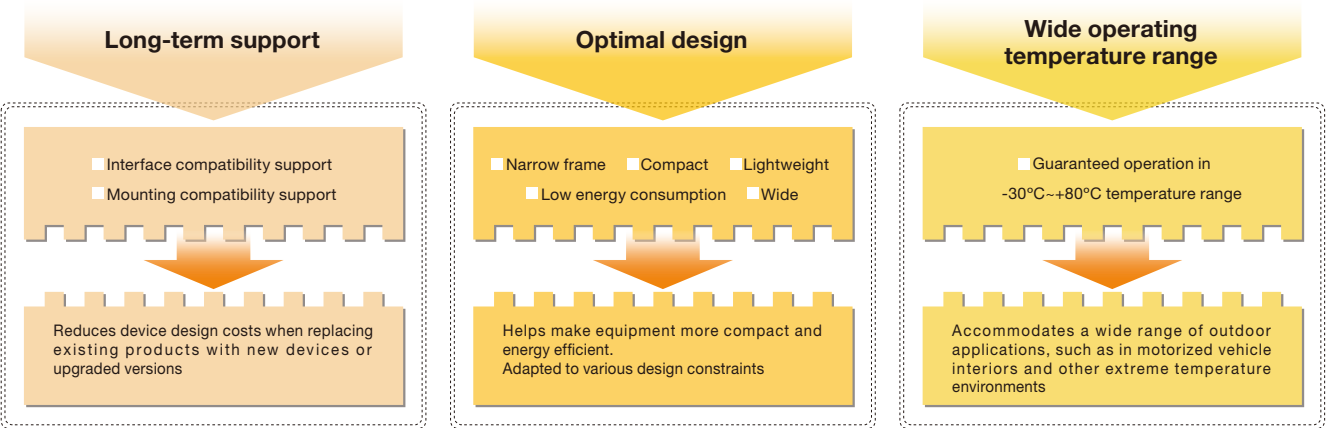 Long-term support
Interface compatibility support
Mounting compatibility support
Reduces device design costs when replacing
existing products with new devices or
upgraded versions
Optimal design
Narrow frame Compact Lightweight
Low energy consumption Wide
Helps make equipment more compact and
energy efficient.
Adapted to various design constraints
Wide operating
temperature range
Guaranteed operation in
-30°C~+80°C temperature range
Accommodates a wide range of outdoor
applications, such as in motorized vehicle
interiors and other extreme temperature
environments